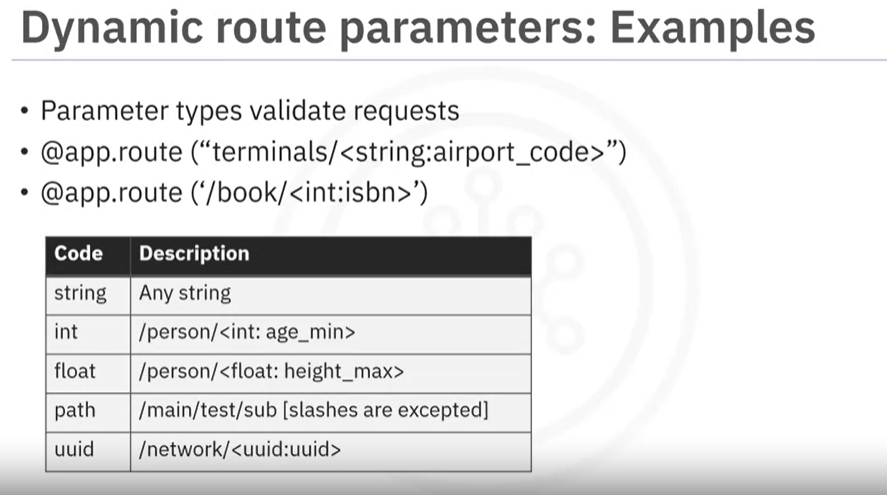 Dynamic route parameters: Examples
• Parameter types validate requests
• @app.route (“terminals/<string:airport_code>”)
• @app.route (‘/book/<int:isbn>’)
Code Description
string Any string
int /person/<int: age_min>
float /person/<float: height_max>
path /main/test/sub [slashes are excepted]
uuid /network/<uuid:uuid>